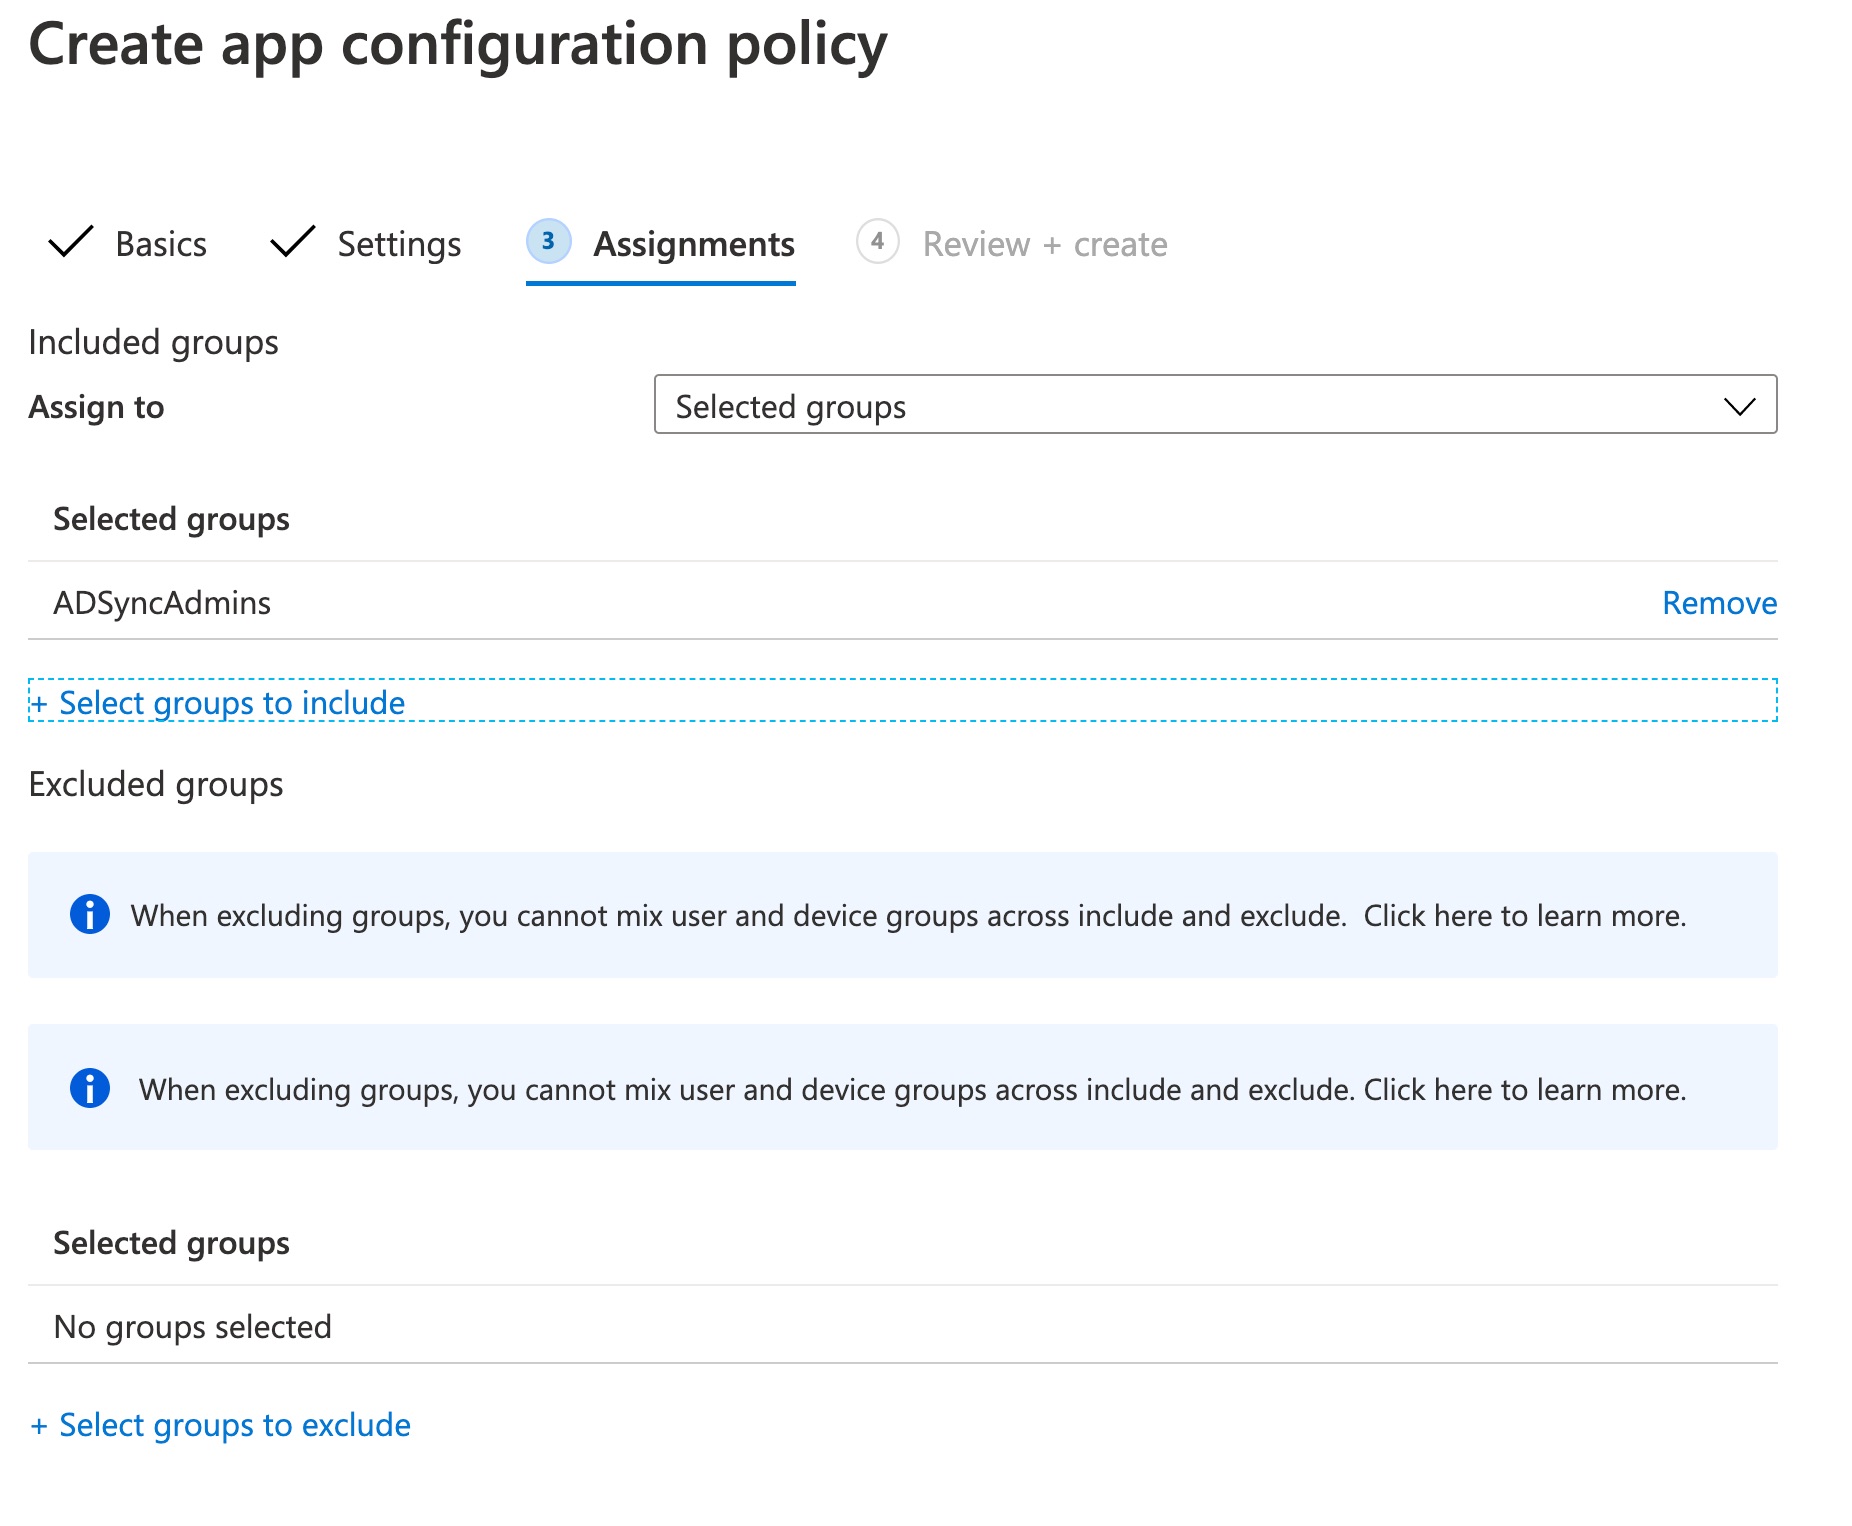 Create app configuration policy
Basics
Settings
3 Assignments
4 Review + create
Included groups
Assign to
Selected groups
Selected groups
ADSyncAdmins
Remove
+ Select groups to include
Excluded groups
When excluding groups, you cannot mix user and device groups across include and exclude. Click here to learn more.
When excluding groups, you cannot mix user and device groups across include and exclude. Click here to learn more.
Selected groups
No groups selected
+ Select groups to exclude